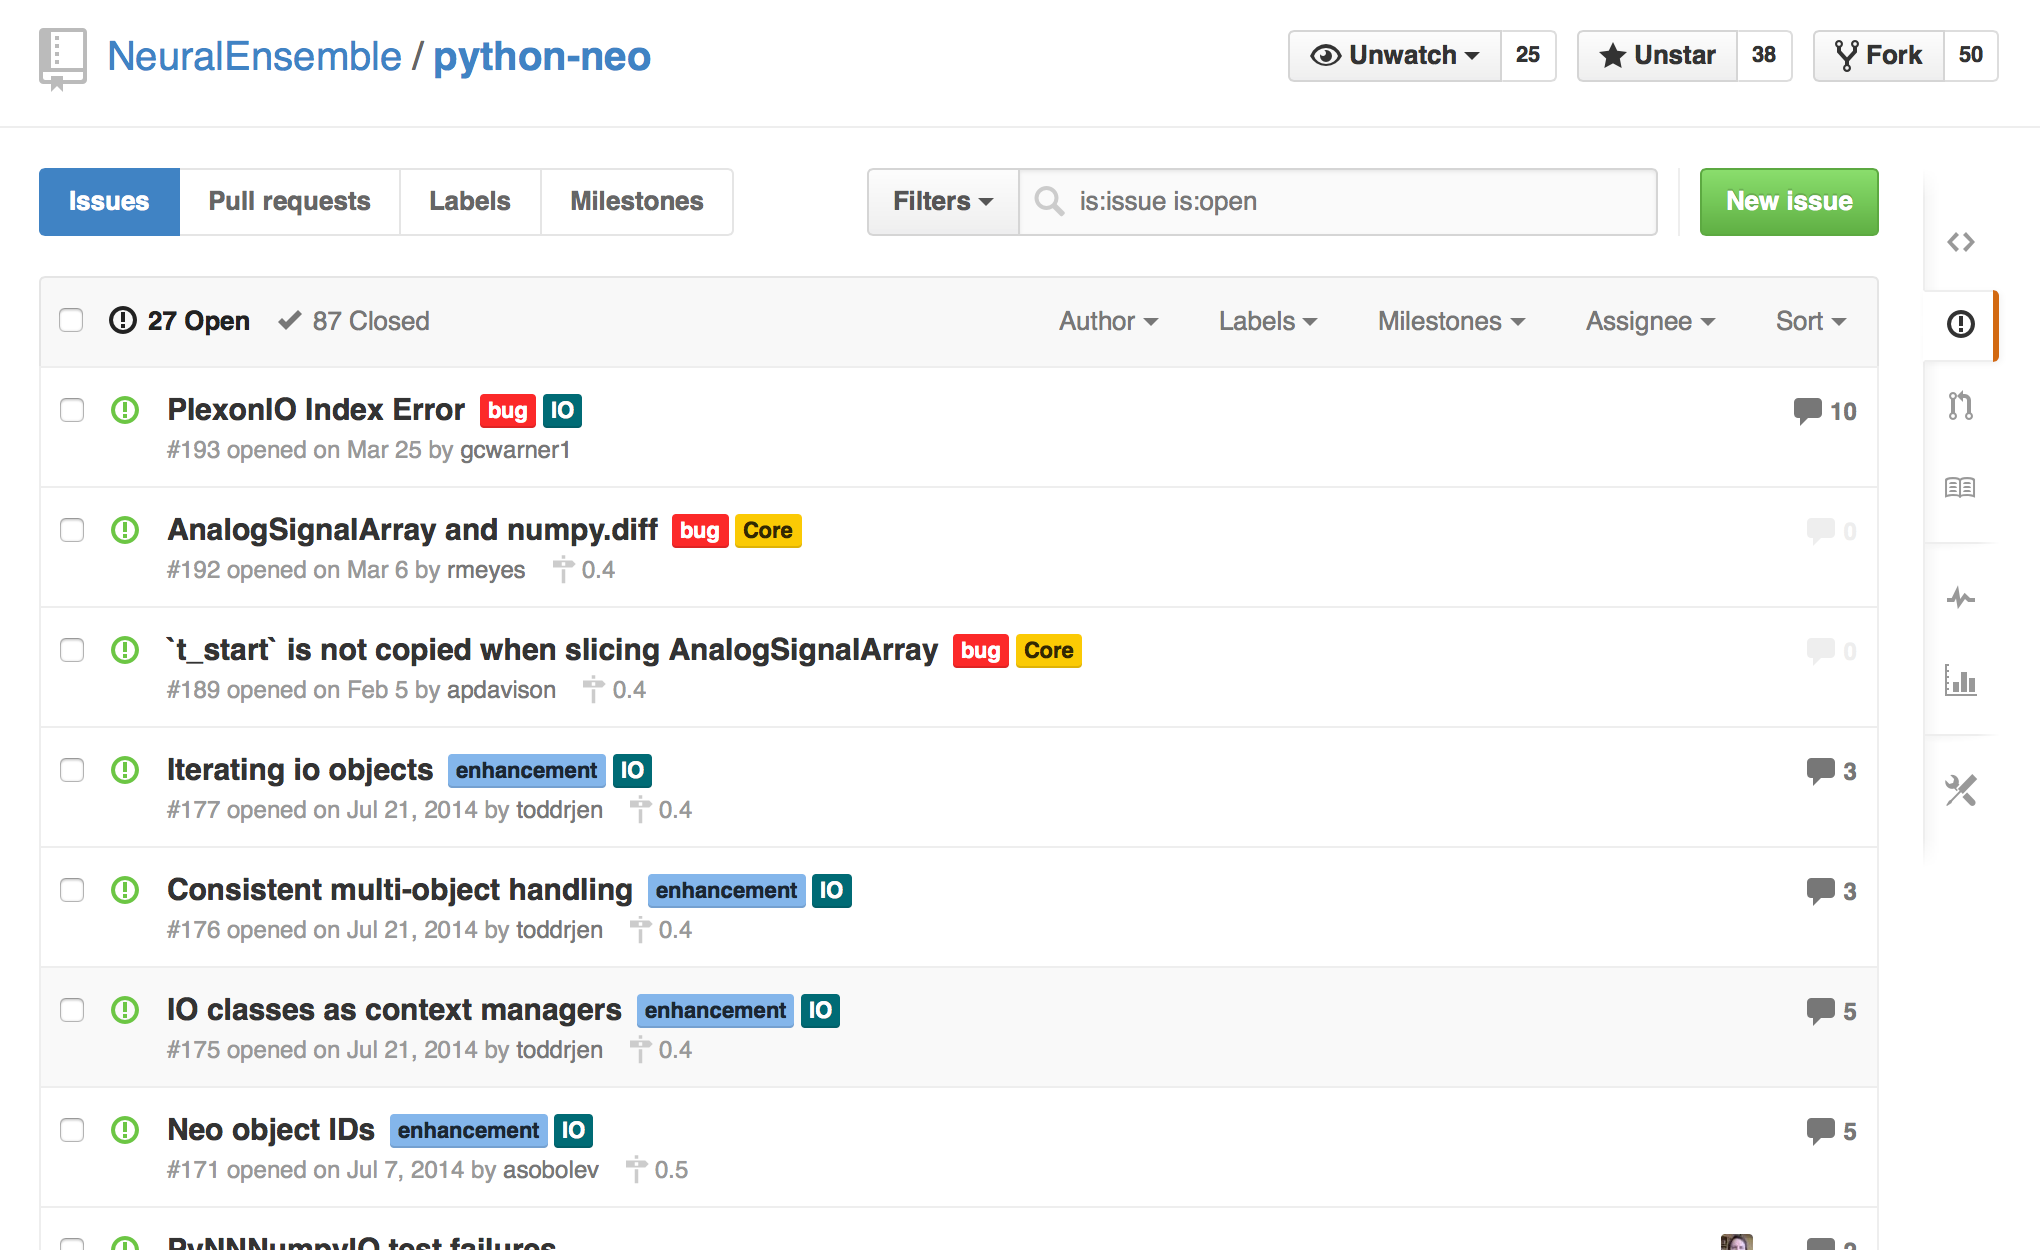 NeuralEnsemble / python-neo
Unwatch 25 Unstar 38 Fork 50
Issues Pull requests Labels Milestones Filters is:issue is:open New issue
27 Open 87 Closed Author Labels Milestones Assignee Sort
PlexonIO Index Error bug IO 10
#193 opened on Mar 25 by gcwarner1
AnalogSignalArray and numpy.diff bug Core 0
#192 opened on Mar 6 by rmeyes 0.4
`t_start` is not copied when slicing AnalogSignalArray bug Core 0
#189 opened on Feb 5 by apdavison 0.4
Iterating io objects enhancement IO 3
#177 opened on Jul 21, 2014 by toddrjen 0.4
Consistent multi-object handling enhancement IO 3
#176 opened on Jul 21, 2014 by toddrjen 0.4
IO classes as context managers enhancement IO 5
#175 opened on Jul 21, 2014 by toddrjen 0.4
Neo object IDs enhancement IO 5
#171 opened on Jul 7, 2014 by asobolev 0.5
PyNNNumpyIO test failures